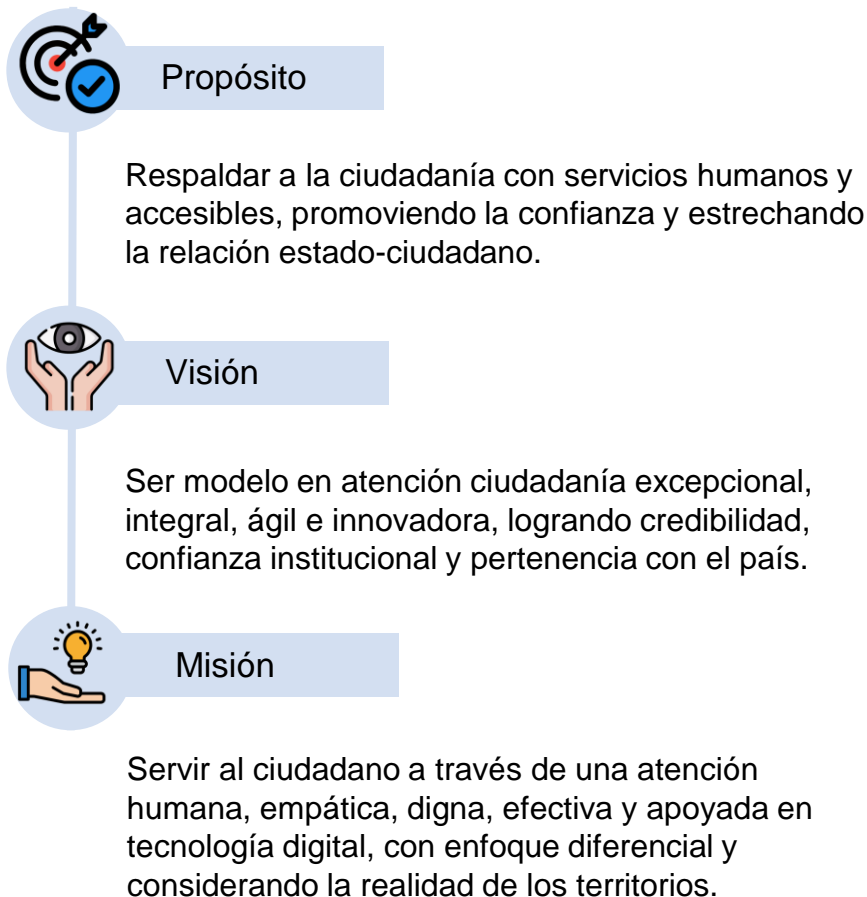 Propósito
Respaldar a la ciudadanía con servicios humanos y
accesibles, promoviendo la confianza y estrechando
la relación estado-ciudadano.
Visión
Ser modelo en atención ciudadanía excepcional,
integral, ágil e innovadora, logrando credibilidad,
confianza institucional y pertenencia con el país.
Misión
Servir al ciudadano a través de una atención
humana, empática, digna, efectiva y apoyada en
tecnología digital, con enfoque diferencial y
considerando la realidad de los territorios.